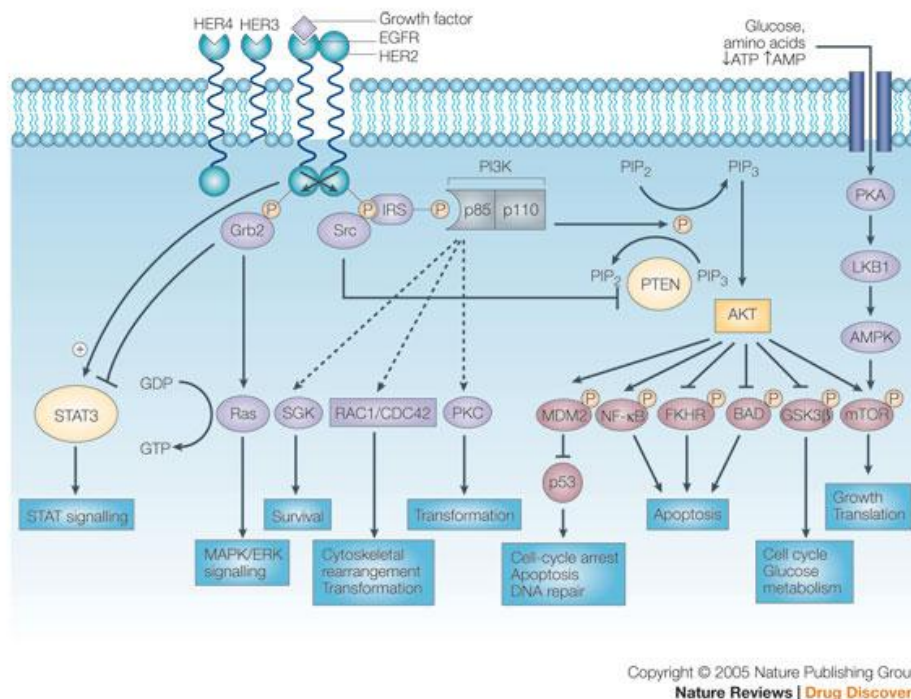 HER4 HER3
Growth factor
EGFR
HER2
Glucose,
amino acids
↓ATP ↑AMP
PI3K
PIP2
PIP3
P
Grb2
Src
P
IRS
P
p85 p110
P
PKA
PIP2
PTEN
PIP3
LKB1
AKT
AMPK
+
STAT3
GDP
GTP
Ras
SGK
RAC1/CDC42
PKC
P P P P P P
MDM2 NF-κB FKHR BAD GSK3β mTOR
p53
STAT signalling
Survival
Transformation
Apoptosis
Growth
Translation
MAPK/ERK
signalling
Cytoskeletal
rearrangement
Transformation
Cell-cycle arrest
Apoptosis
DNA repair
Cell cycle
Glucose
metabolism
Copyright © 2005 Nature Publishing Grou
Nature Reviews | Drug Discover